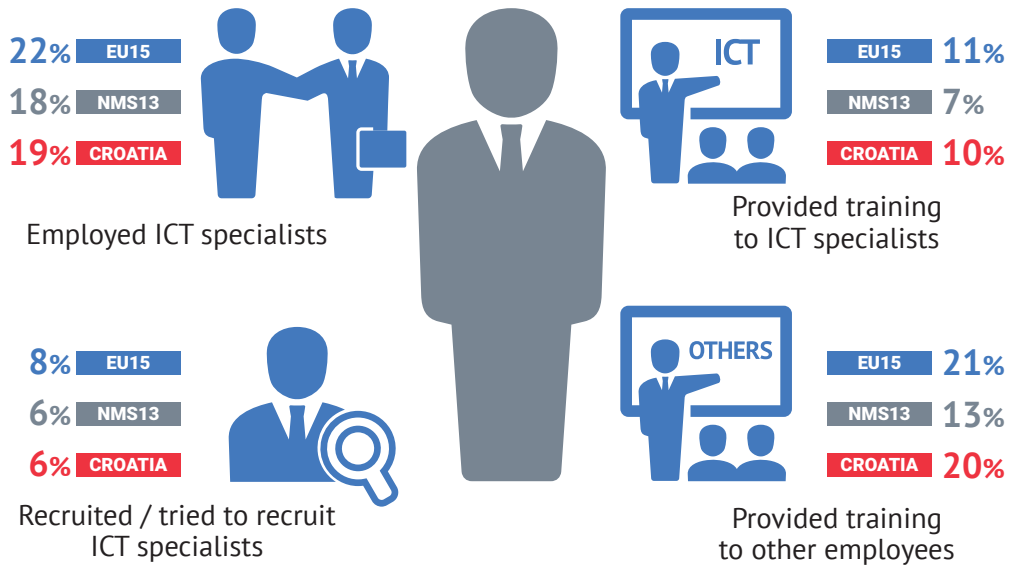 22% EU15
18% NMS13
19% CROATIA
Employed ICT specialists
ICT
EU15 11%
NMS13 7%
CROATIA 10%
Provided training
to ICT specialists
8% EU15
6% NMS13
6% CROATIA
Recruited / tried to recruit
ICT specialists
OTHERS
EU15 21%
NMS13 13%
CROATIA 20%
Provided training
to other employees